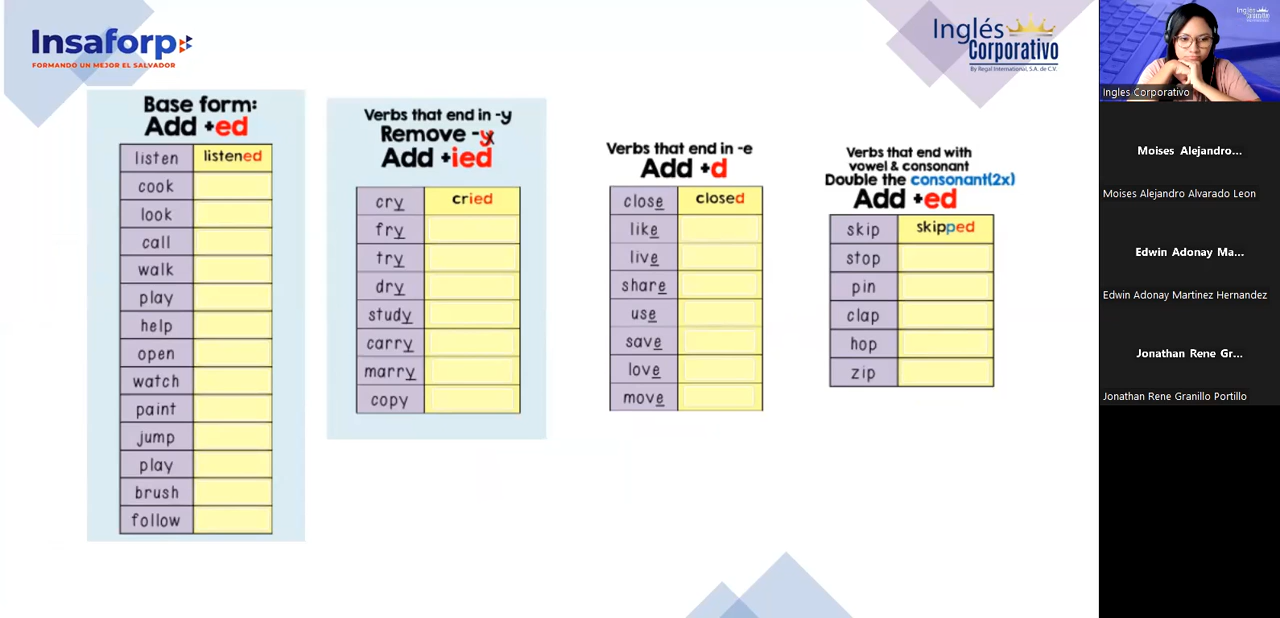 Insaforp
FORMANDO UN MEJOR EL SALVADOR
Inglés
Corporativo
By Regal International, S.A. de C.V.
Base form:
Add +ed
listen listened
cook
look
call
walk
play
help
open
watch
paint
jump
play
brush
follow
Verbs that end in -y
Remove -y
Add +ied
cry cried
fry
try
dry
study
carry
marry
copy
Verbs that end in -e
Add +d
close closed
like
live
share
use
save
love
move
Verbs that end with
vowel & consonant
Double the consonant(2x)
Add +ed
skip skipped
stop
pin
clap
hop
zip
Inglés
Ingles Corporativo
Moises Alejandro...
Moises Alejandro Alvarado Leon
Edwin Adonay Ma...
Edwin Adonay Martinez Hernandez
Jonathan Rene Gr...
Jonathan Rene Granillo Portillo